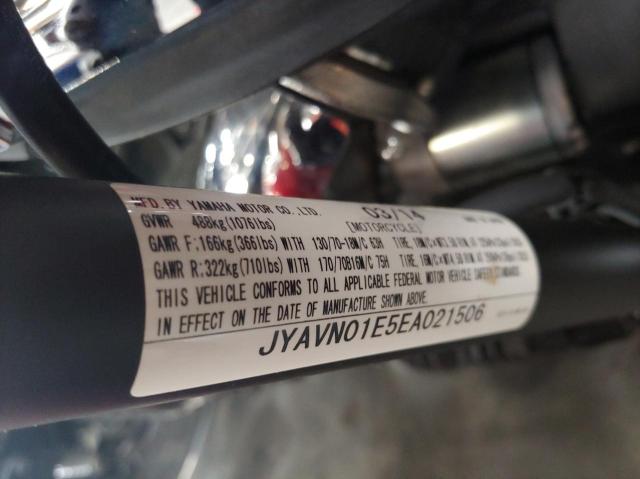 MFD. BY YAMAHA MOTOR CO., LTD. 03/14
GVWR 488kg(1076lbs) [MOTORCYCLE]
GAWR F:166kg(366lbs) WITH 130/70-18M/C 63H TIRE,
GAWR R:322kg(710lbs) WITH 170/70B16M/C 75H TIRE,
THIS VEHICLE CONFORMS TO ALL APPLICABLE FEDERAL MOTOR VEHICLE SAFETY STANDARDS
IN EFFECT ON THE DATE OF MANUFACTURE SHOWN ABOVE.
JYAVN01E5EA021506